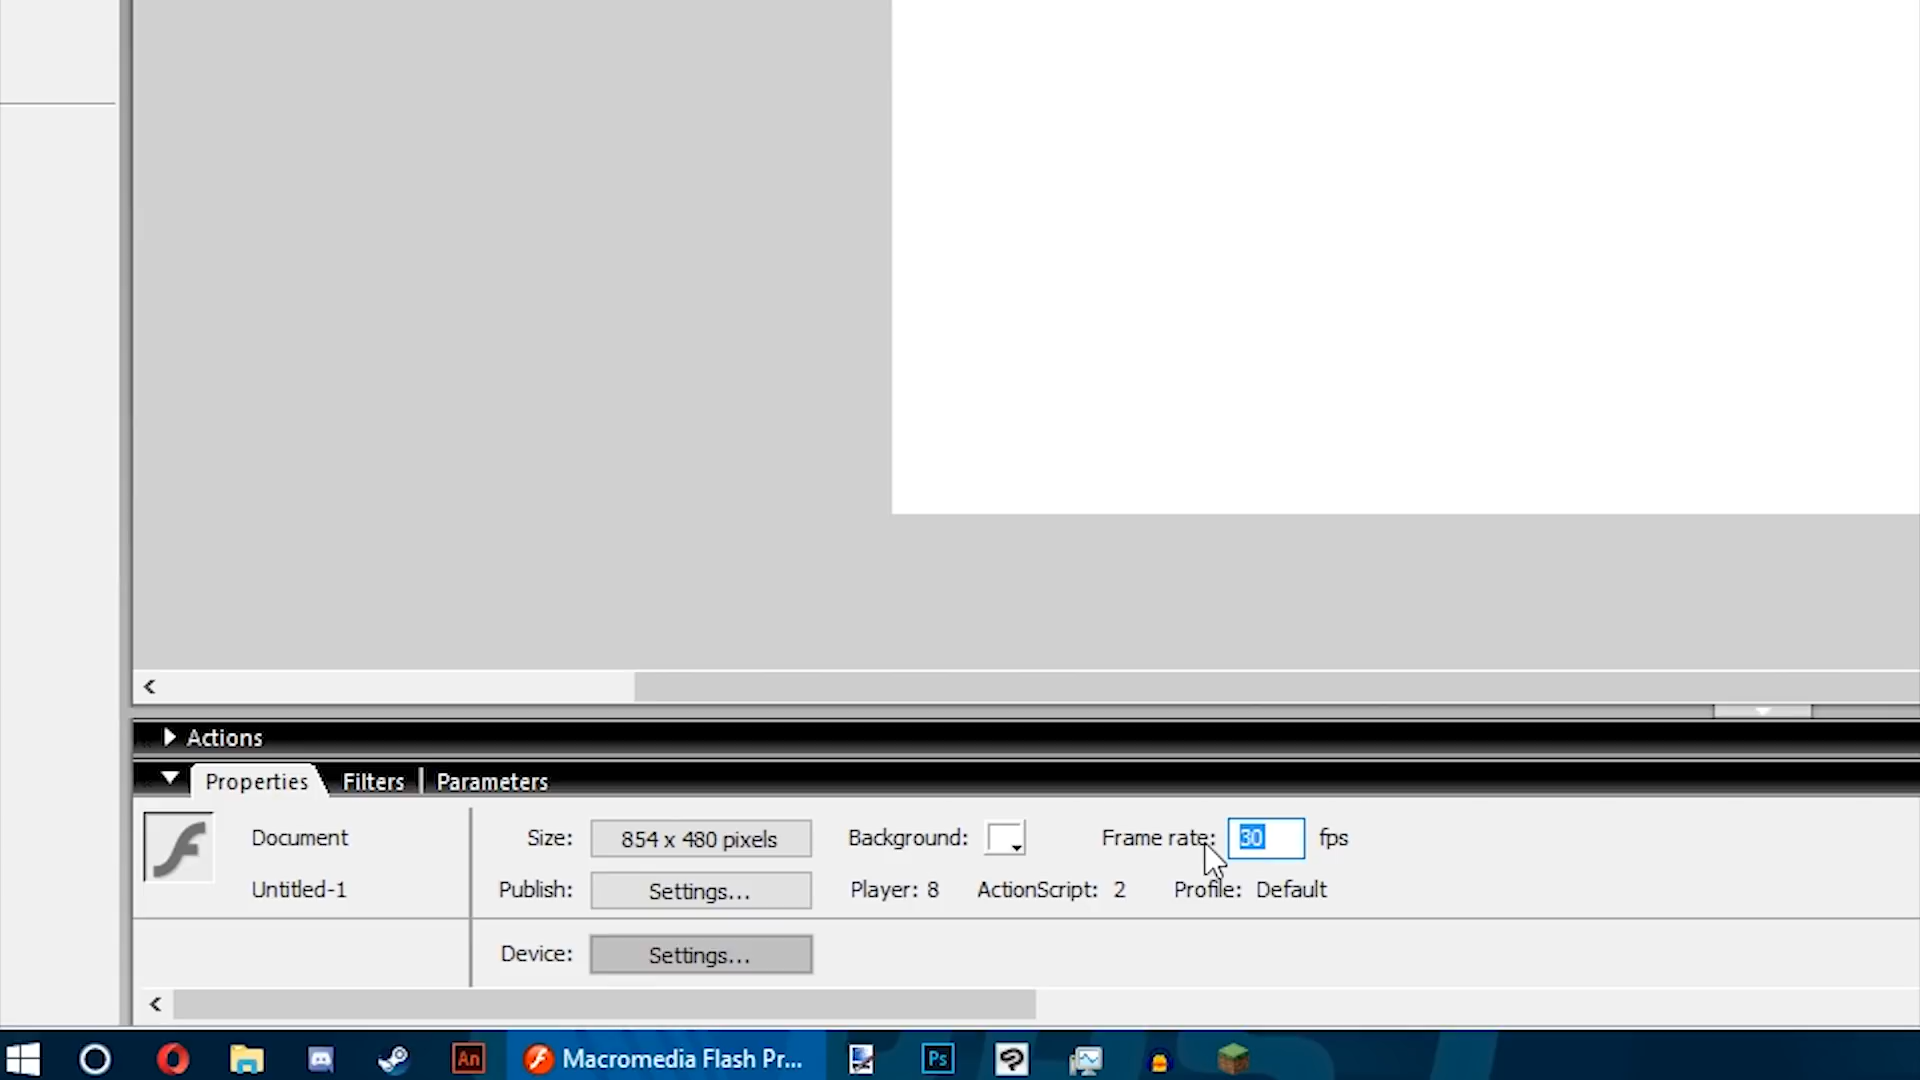 Actions
Properties Filters Parameters
Document Size: 854 x 480 pixels Background: Frame rate: 30 fps
Untitled-1 Publish: Settings... Player: 8 ActionScript: 2 Profile: Default
Device: Settings...
An Macromedia Flash Pr... Ps